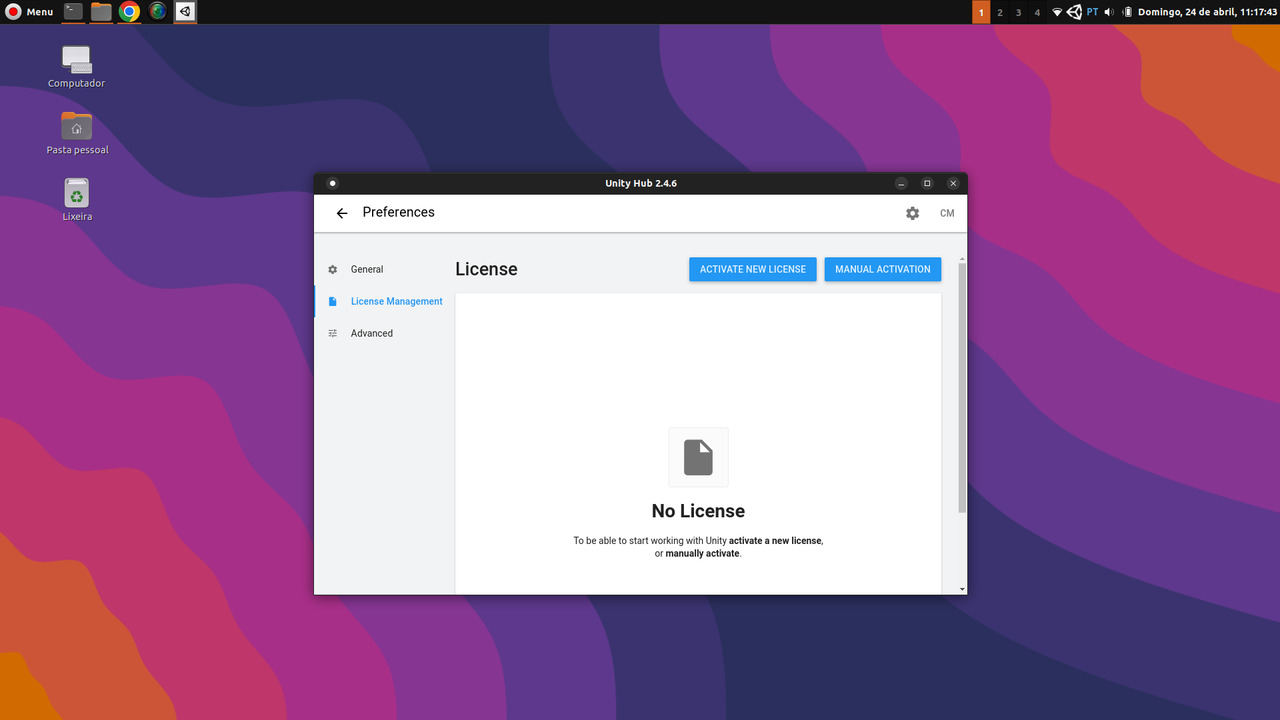 Menu
1 2 3 4 PT Domingo, 24 de abril, 11:17:43
Computador
Pasta pessoal
Lixeira
Unity Hub 2.4.6
Preferences
CM
General
License Management
Advanced
License
ACTIVATE NEW LICENSE
MANUAL ACTIVATION
No License
To be able to start working with Unity activate a new license,
or manually activate.